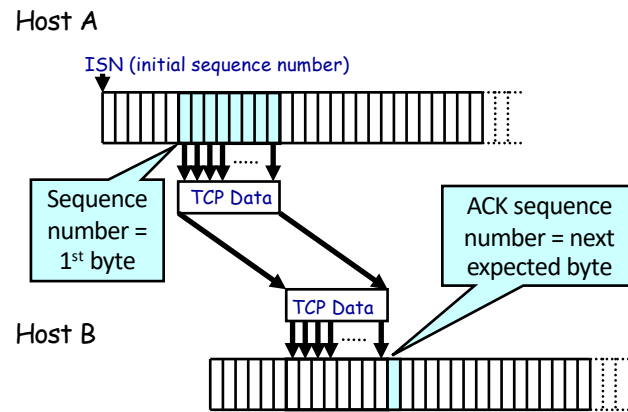 Host A
ISN (initial sequence number)
.....
Sequence
number =
1st byte
TCP Data
ACK sequence
number = next
expected byte
TCP Data
.....
Host B